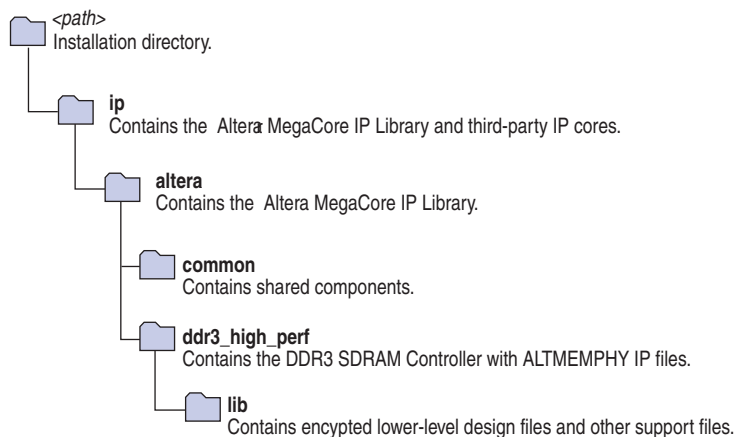 <path>
Installation directory.
ip
Contains the Altera MegaCore IP Library and third-party IP cores.
altera
Contains the Altera MegaCore IP Library.
common
Contains shared components.
ddr3_high_perf
Contains the DDR3 SDRAM Controller with ALTMEMPHY IP files.
lib
Contains encypted lower-level design files and other support files.